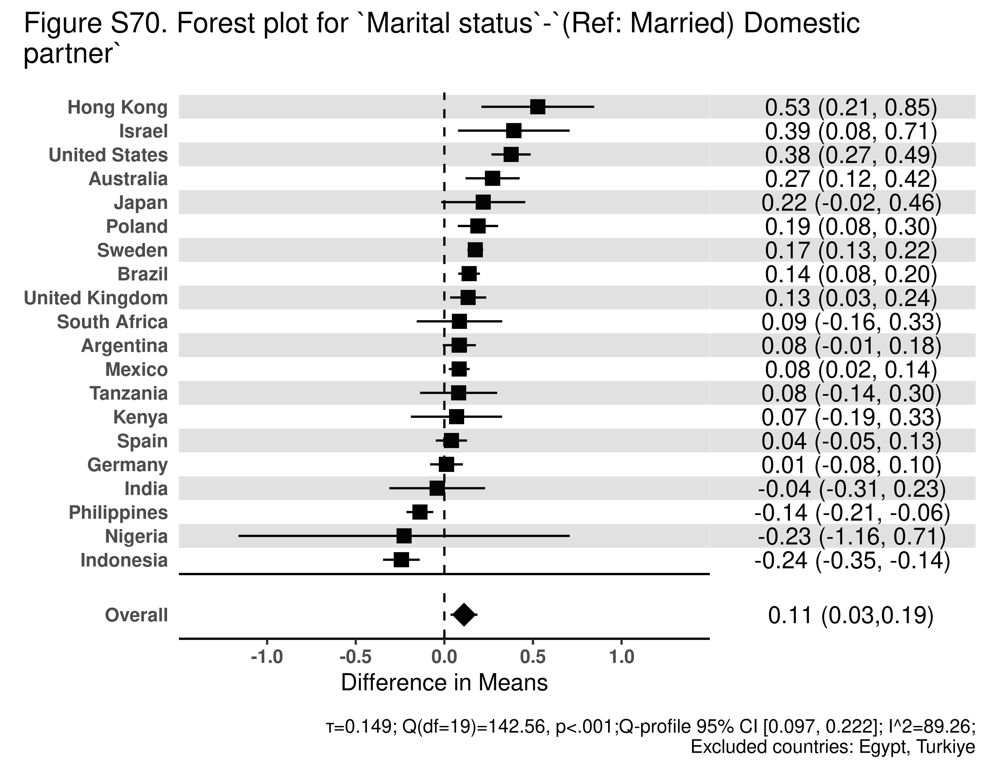 Figure S70. Forest plot for `Marital status`-`(Ref: Married) Domestic
partner`
Hong Kong 0.53 (0.21, 0.85)
Israel 0.39 (0.08, 0.71)
United States 0.38 (0.27, 0.49)
Australia 0.27 (0.12, 0.42)
Japan 0.22 (-0.02, 0.46)
Poland 0.19 (0.08, 0.30)
Sweden 0.17 (0.13, 0.22)
Brazil 0.14 (0.08, 0.20)
United Kingdom 0.13 (0.03, 0.24)
South Africa 0.09 (-0.16, 0.33)
Argentina 0.08 (-0.01, 0.18)
Mexico 0.08 (0.02, 0.14)
Tanzania 0.08 (-0.14, 0.30)
Kenya 0.07 (-0.19, 0.33)
Spain 0.04 (-0.05, 0.13)
Germany 0.01 (-0.08, 0.10)
India -0.04 (-0.31, 0.23)
Philippines -0.14 (-0.21, -0.06)
Nigeria -0.23 (-1.16, 0.71)
Indonesia -0.24 (-0.35, -0.14)
Overall 0.11 (0.03,0.19)
-1.0 -0.5 0.0 0.5 1.0
Difference in Means
τ=0.149; Q(df=19)=142.56, p<.001;Q-profile 95% CI [0.097, 0.222]; I^2=89.26;
Excluded countries: Egypt, Turkiye